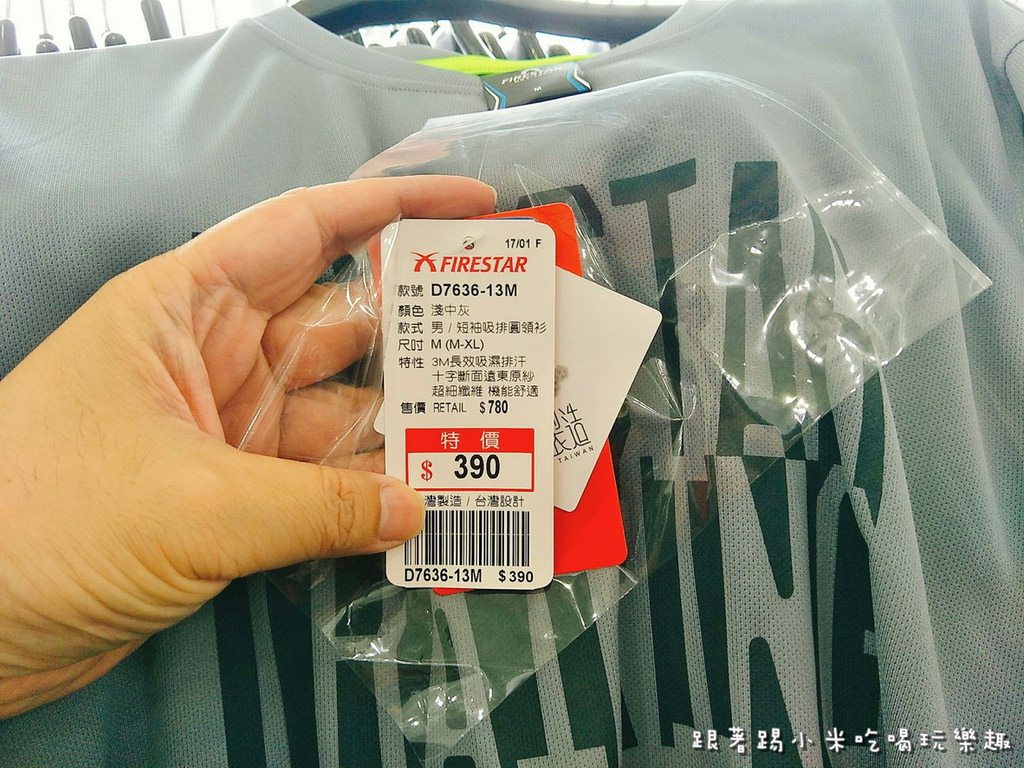 M
17/01 F
FIRESTAR
款號 D7636-13M
顏色 淺中灰
款式 男 / 短袖吸排圓領衫
尺吋 M (M-XL)
特性 3M長效吸濕排汗
十字斷面遠東原紗
超細纖維 機能舒適
售價 RETAIL $780
特價
$ 390
灣製造 / 台灣設計
D7636-13M $390
TAIWAN
跟著踢小米吃喝玩樂趣